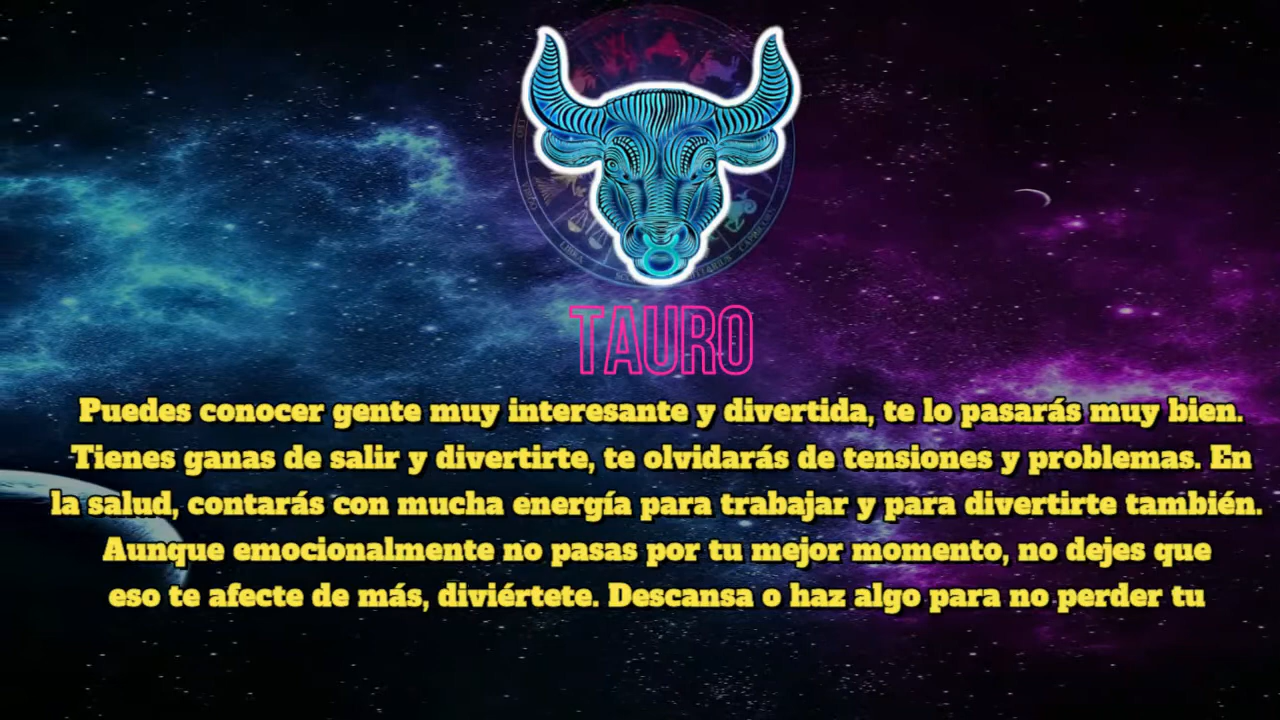 VIRGO
LIBRA
CAPRICORN
TAURO
Puedes conocer gente muy interesante y divertida, te lo pasarás muy bien.
Tienes ganas de salir y divertirte, te olvidarás de tensiones y problemas. En
la salud, contarás con mucha energía para trabajar y para divertirte también.
Aunque emocionalmente no pasas por tu mejor momento, no dejes que
eso te afecte de más, diviértete. Descansa o haz algo para no perder tu